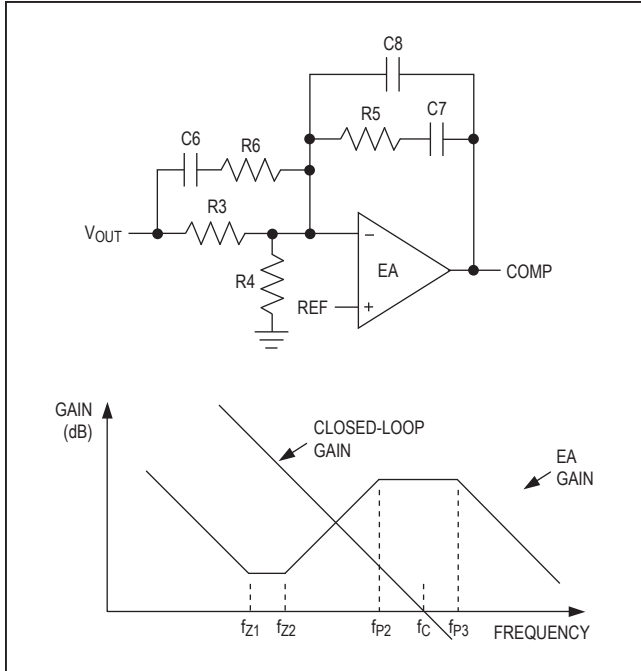 C8
R5
C7
C6
R6
R3
VOUT
R4
−
EA
COMP
REF
+
GAIN
(dB)
CLOSED-LOOP
GAIN
EA
GAIN
fZ1
fZ2
fP2
fC
fP3
FREQUENCY